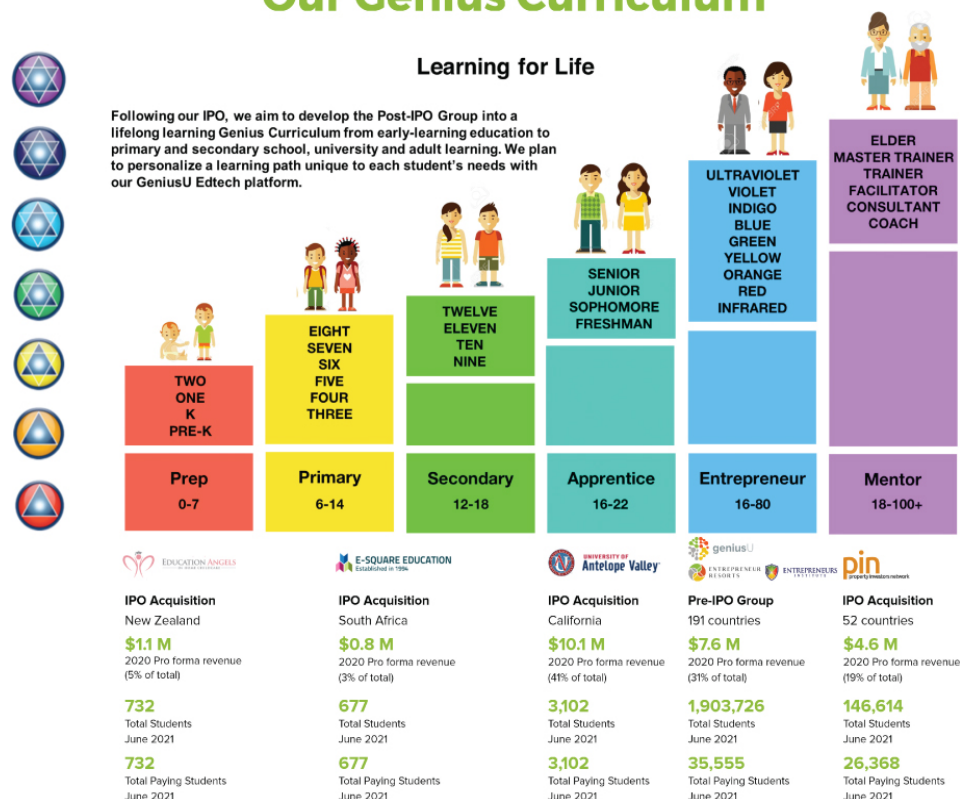 Our Genius Curriculum
Learning for Life
Following our IPO, we aim to develop the Post-IPO Group into a
lifelong learning Genius Curriculum from early-learning education to
primary and secondary school, university and adult learning. We plan
to personalize a learning path unique to each student's needs with
our GeniusU Edtech platform.
TWO
ONE
K
PRE-K
Prep
0-7
EIGHT
SEVEN
SIX
FIVE
FOUR
THREE
Primary
6-14
TWELVE
ELEVEN
TEN
NINE
Secondary
12-18
SENIOR
JUNIOR
SOPHOMORE
FRESHMAN
Apprentice
16-22
ULTRAVIOLET
VIOLET
INDIGO
BLUE
GREEN
YELLOW
ORANGE
RED
INFRARED
Entrepreneur
16-80
ELDER
MASTER TRAINER
TRAINER
FACILITATOR
CONSULTANT
COACH
Mentor
18-100+
EDUCATION ANGELS
IPO Acquisition
New Zealand
$1.1 M
2020 Pro forma revenue
(5% of total)
732
Total Students
June 2021
732
Total Paying Students
June 2021
E-SQUARE EDUCATION
Established in 1994
IPO Acquisition
South Africa
$0.8 M
2020 Pro forma revenue
(3% of total)
677
Total Students
June 2021
677
Total Paying Students
June 2021
UNIVERSITY OF
Antelope Valley
IPO Acquisition
California
$10.1 M
2020 Pro forma revenue
(41% of total)
3,102
Total Students
June 2021
3,102
Total Paying Students
June 2021
geniusU
ENTREPRENEUR
RESORTS
ENTREPRENEURS
INSTITUTE
Pre-IPO Group
191 countries
$7.6 M
2020 Pro forma revenue
(31% of total)
1,903,726
Total Students
June 2021
35,555
Total Paying Students
June 2021
pin
property investors network
IPO Acquisition
52 countries
$4.6 M
2020 Pro forma revenue
(19% of total)
146,614
Total Students
June 2021
26,368
Total Paying Students
June 2021